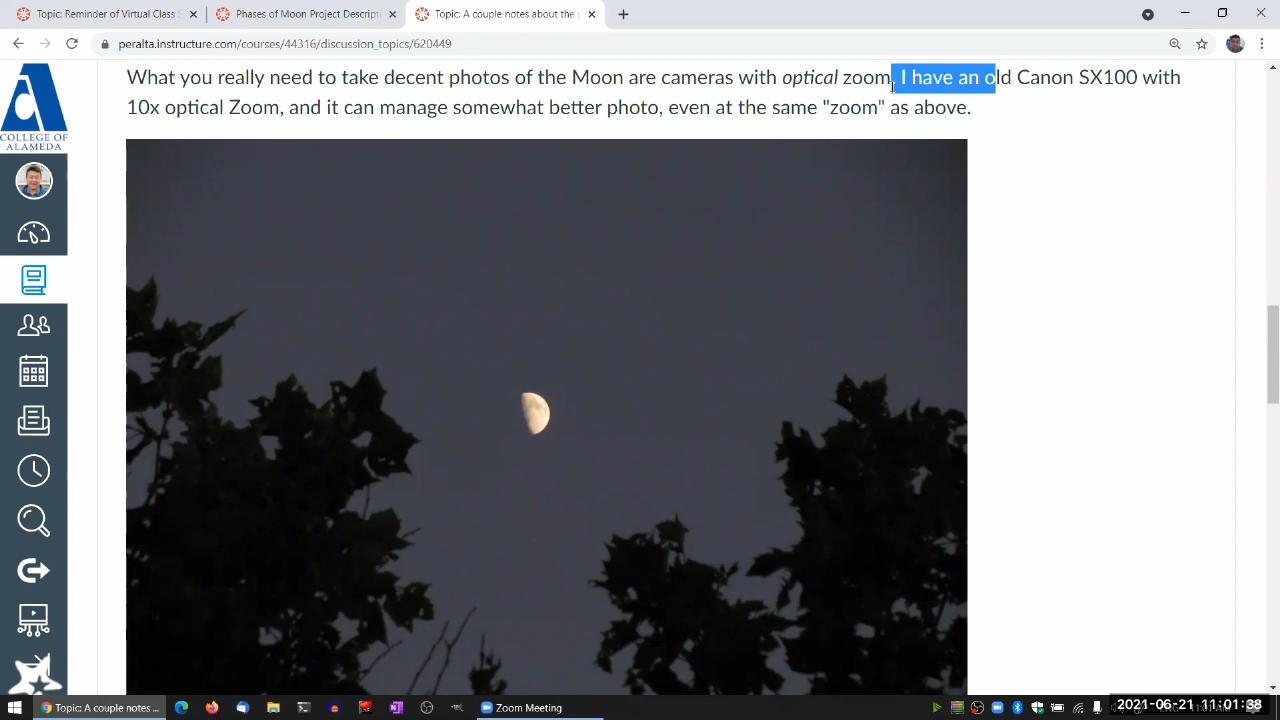 Topic: Reminder of Virtual Class S
Phases of Moon Project Descripti
Topic: A couple notes about the p
peralta.instructure.com/courses/44316/discussion_topics/620449
COLLEGE OF
ALAMEDA
What you really need to take decent photos of the Moon are cameras with optical zoom. I have an old Canon SX100 with
10x optical Zoom, and it can manage somewhat better photo, even at the same "zoom" as above.
Topic: A couple notes ...
Zoom Meeting
2021-06-21 11:01:38